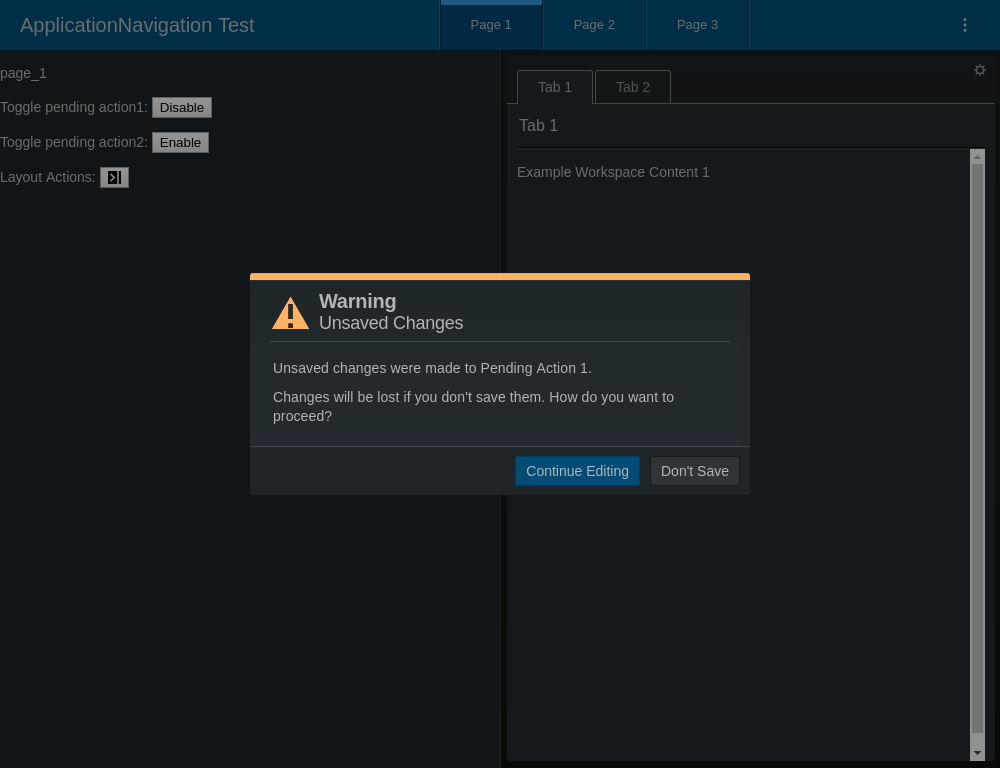 ApplicationNavigation Test
Page 1
Page 2
Page 3
page_1
Toggle pending action1: Disable
Toggle pending action2: Enable
Layout Actions:
Tab 1
Tab 2
Tab 1
Example Workspace Content 1
Warning
Unsaved Changes
Unsaved changes were made to Pending Action 1.
Changes will be lost if you don't save them. How do you want to
proceed?
Continue Editing
Don't Save